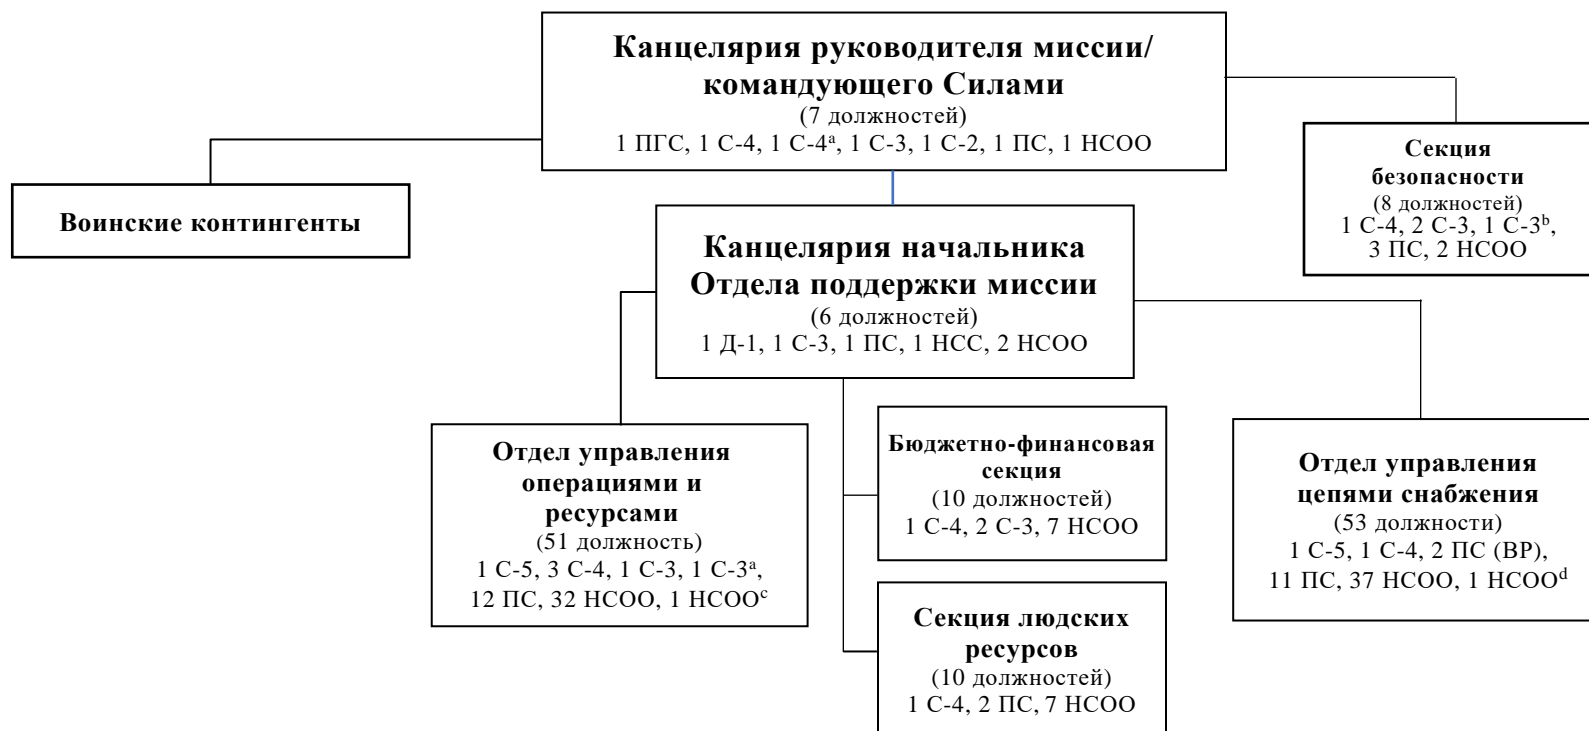 Канцелярия руководителя миссии/
командующего Силами
(7 должностей)
1 ПГС, 1 С-4, 1 С-4ᵃ, 1 С-3, 1 С-2, 1 ПС, 1 НСОО
Воинские контингенты
Секция
безопасности
(8 должностей)
1 С-4, 2 С-3, 1 С-3ᵇ,
3 ПС, 2 НСОО
Канцелярия начальника
Отдела поддержки миссии
(6 должностей)
1 Д-1, 1 С-3, 1 ПС, 1 НСС, 2 НСОО
Отдел управления
операциями и
ресурсами
(51 должность)
1 С-5, 3 С-4, 1 С-3, 1 С-3ᵃ,
12 ПС, 32 НСОО, 1 НСООᶜ
Бюджетно-финансовая
секция
(10 должностей)
1 С-4, 2 С-3, 7 НСОО
Секция людских
ресурсов
(10 должностей)
1 С-4, 2 ПС, 7 НСОО
Отдел управления
цепями снабжения
(53 должности)
1 С-5, 1 С-4, 2 ПС (ВР),
11 ПС, 37 НСОО, 1 НСООᵈ